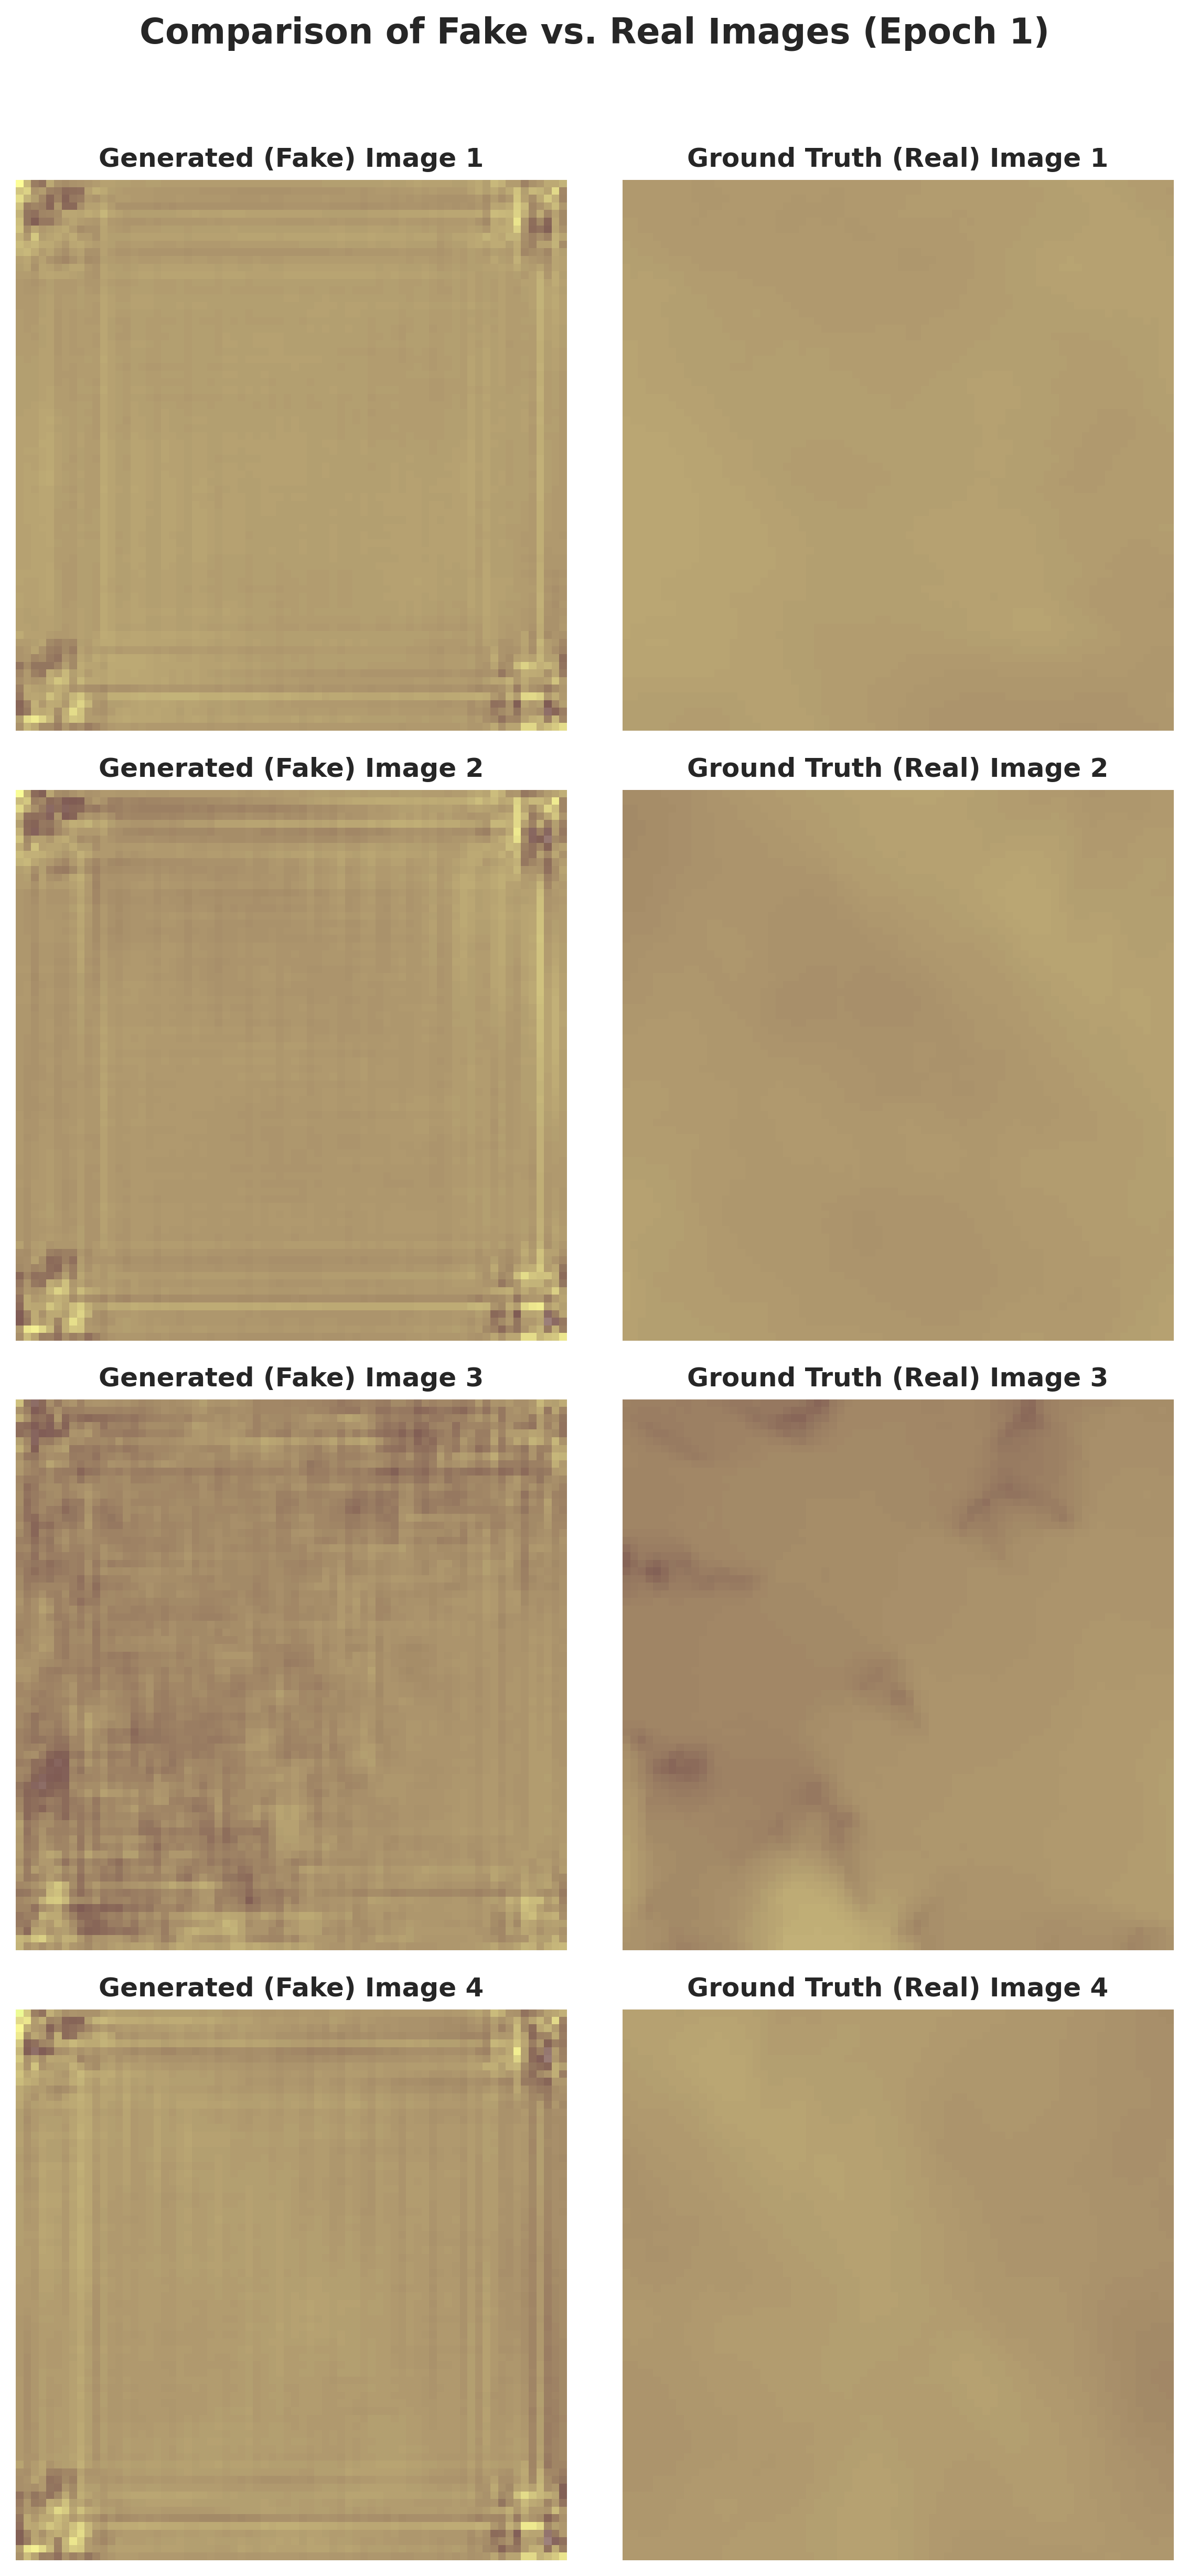 Comparison of Fake vs. Real Images (Epoch 1)
Generated (Fake) Image 1
Ground Truth (Real) Image 1
Generated (Fake) Image 2
Ground Truth (Real) Image 2
Generated (Fake) Image 3
Ground Truth (Real) Image 3
Generated (Fake) Image 4
Ground Truth (Real) Image 4